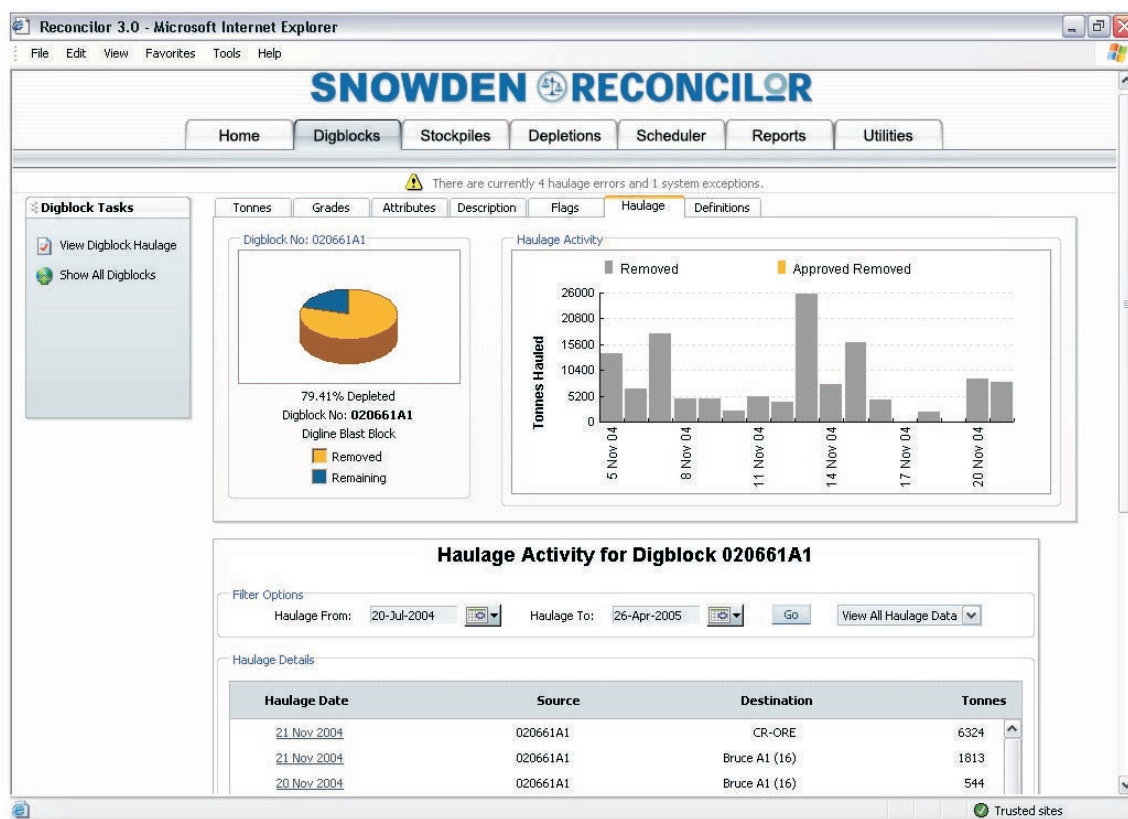 Reconcilor 3.0 - Microsoft Internet Explorer
File Edit View Favorites Tools Help
SNOWDEN RECONCILOR
Home Digblocks Stockpiles Depletions Scheduler Reports Utilities
There are currently 4 haulage errors and 1 system exceptions.
Digblock Tasks
View Digblock Haulage
Show All Digblocks
Tonnes Grades Attributes Description Flags Haulage Definitions
Digblock No: 020661A1
79.41% Depleted
Digblock No: 020661A1
Digline Blast Block
Removed
Remaining
Haulage Activity
Removed Approved Removed
Tonnes Hauled
26000
20800
15600
10400
5200
0
5 Nov 04
8 Nov 04
11 Nov 04
14 Nov 04
17 Nov 04
20 Nov 04
Haulage Activity for Digblock 020661A1
Filter Options
Haulage From: 20-Jul-2004 Haulage To: 26-Apr-2005 Go View All Haulage Data
Haulage Details
Haulage Date Source Destination Tonnes
21 Nov 2004 020661A1 CR-ORE 6324
21 Nov 2004 020661A1 Bruce A1 (16) 1813
20 Nov 2004 020661A1 Bruce A1 (16) 544
Trusted sites